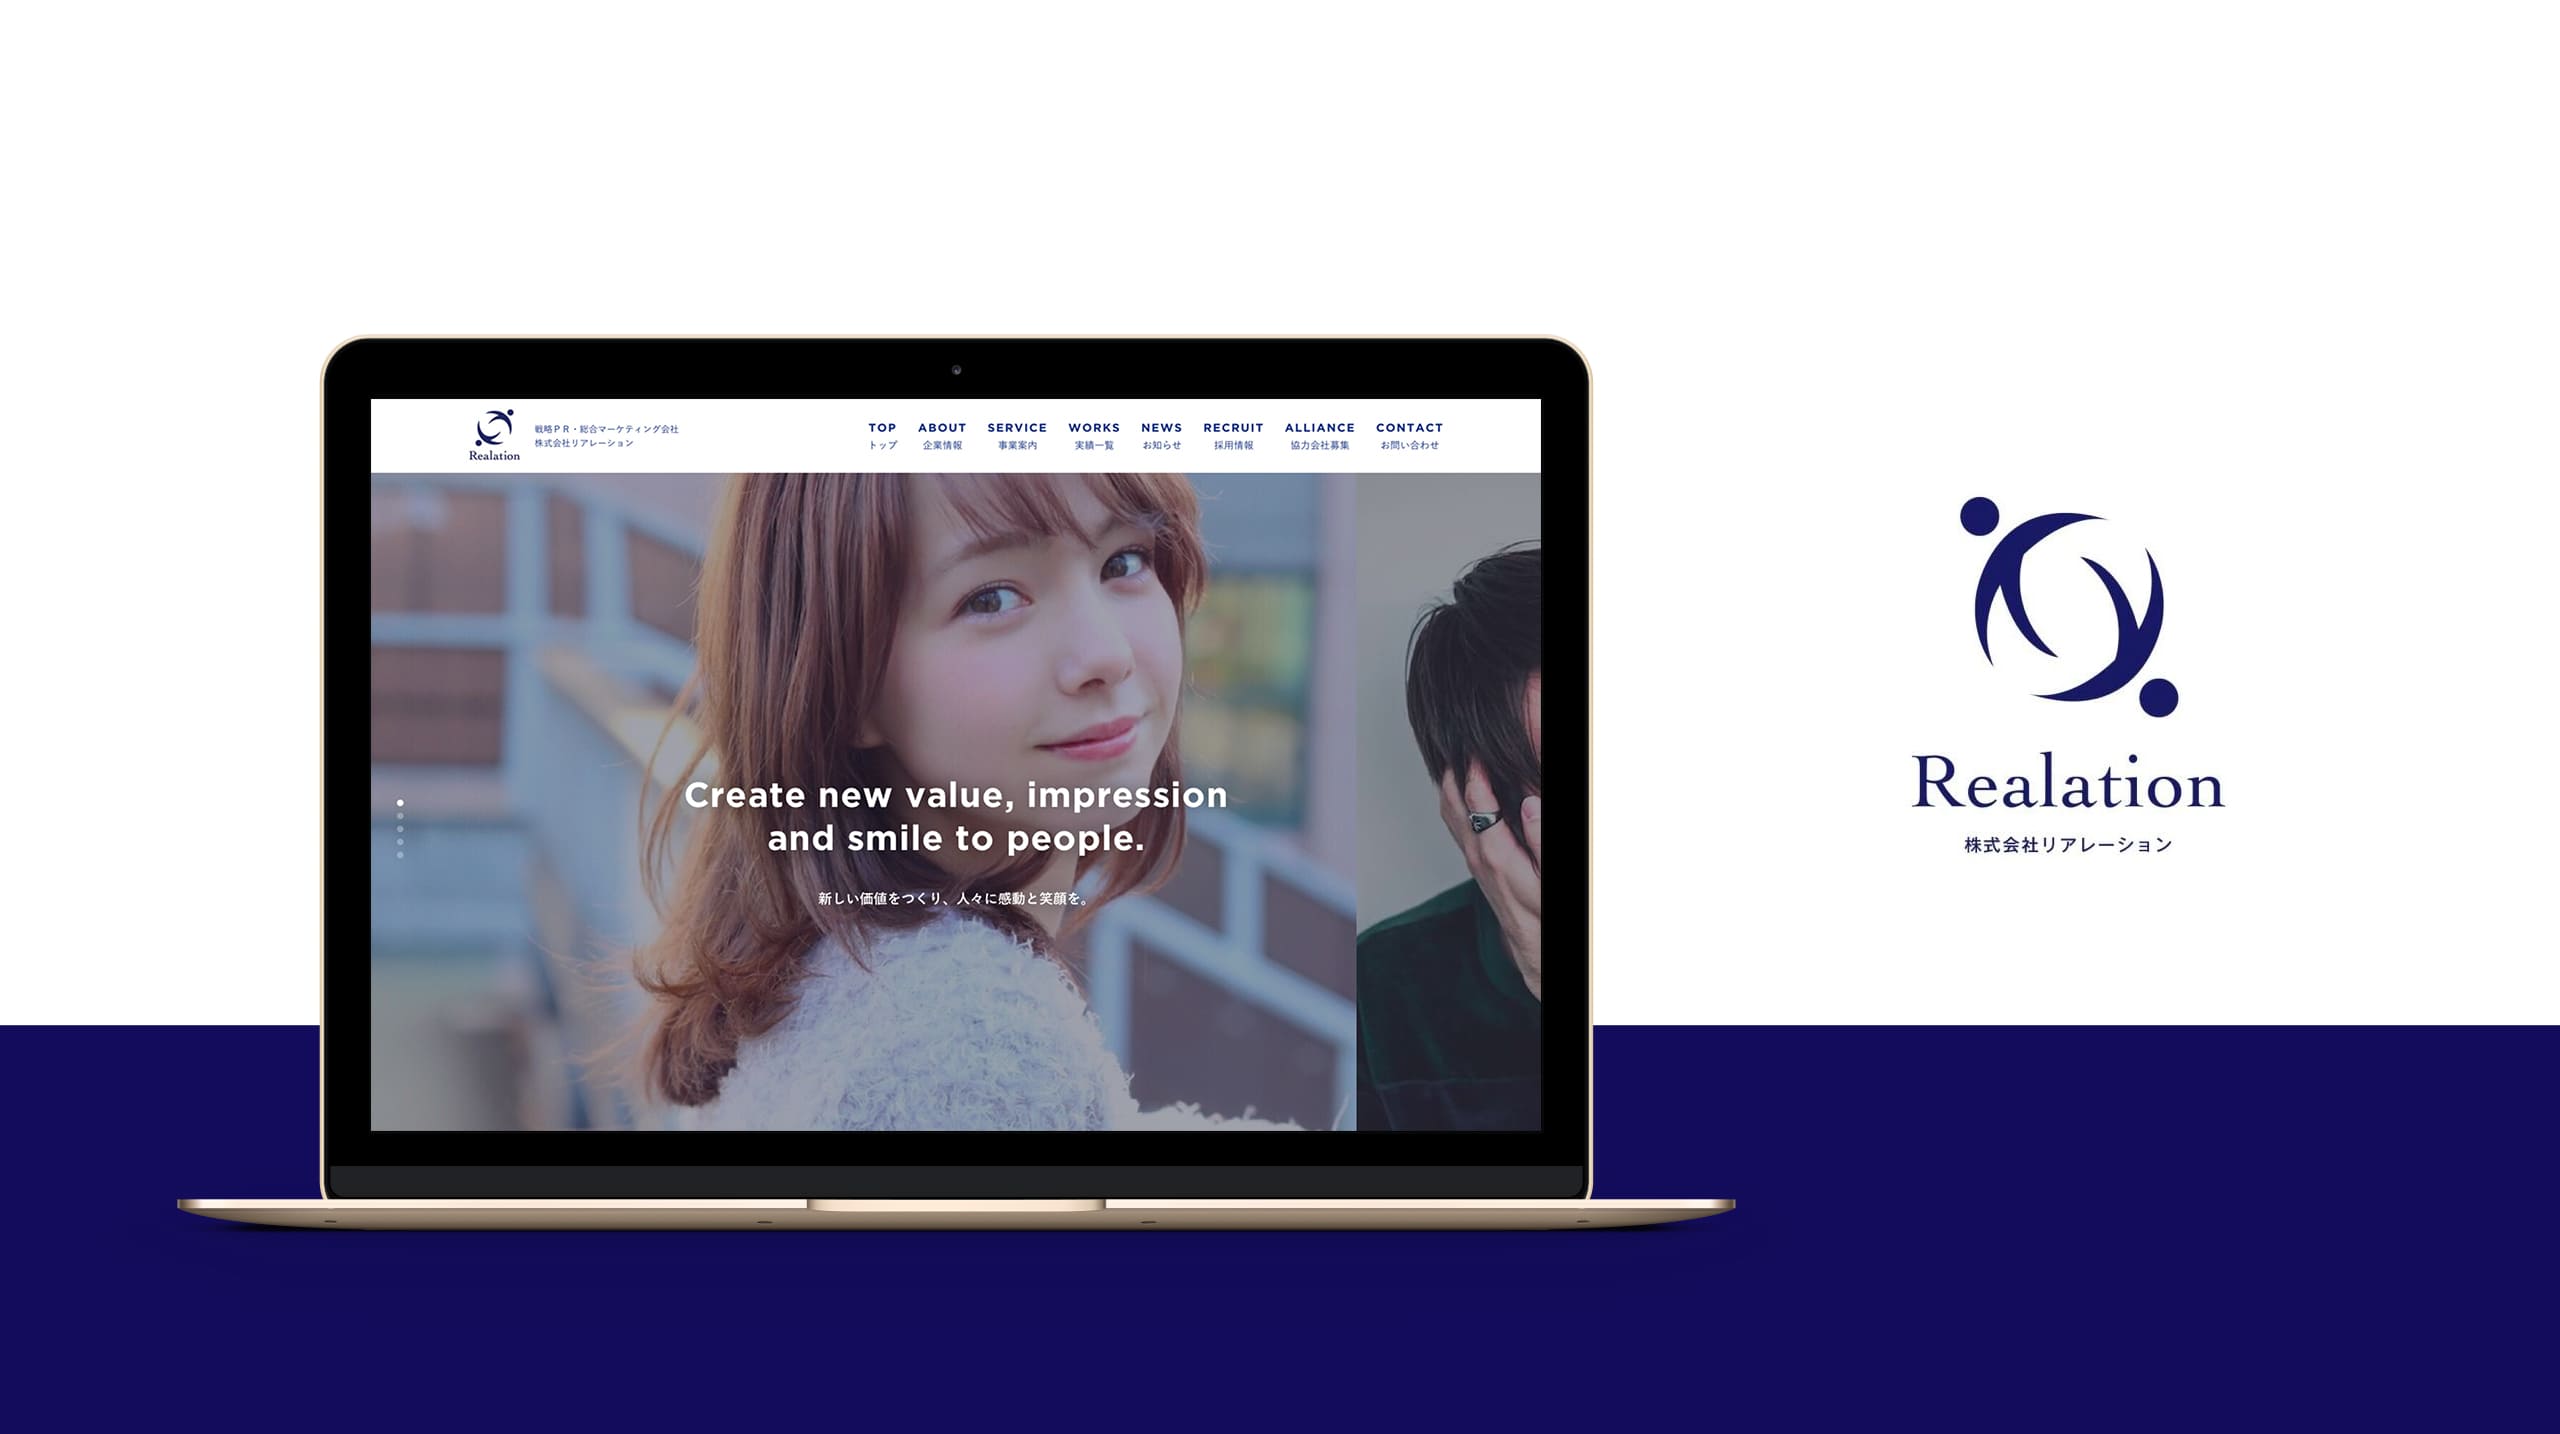 Realation
戦略PR・総合マーケティング会社
株式会社リアレーション
TOP
トップ
ABOUT
企業情報
SERVICE
事業案内
WORKS
実績一覧
NEWS
お知らせ
RECRUIT
採用情報
ALLIANCE
協力会社募集
CONTACT
お問い合わせ
Create new value, impression
and smile to people.
新しい価値をつくり、人々に感動と笑顔を。
Realation
株式会社リアレーション